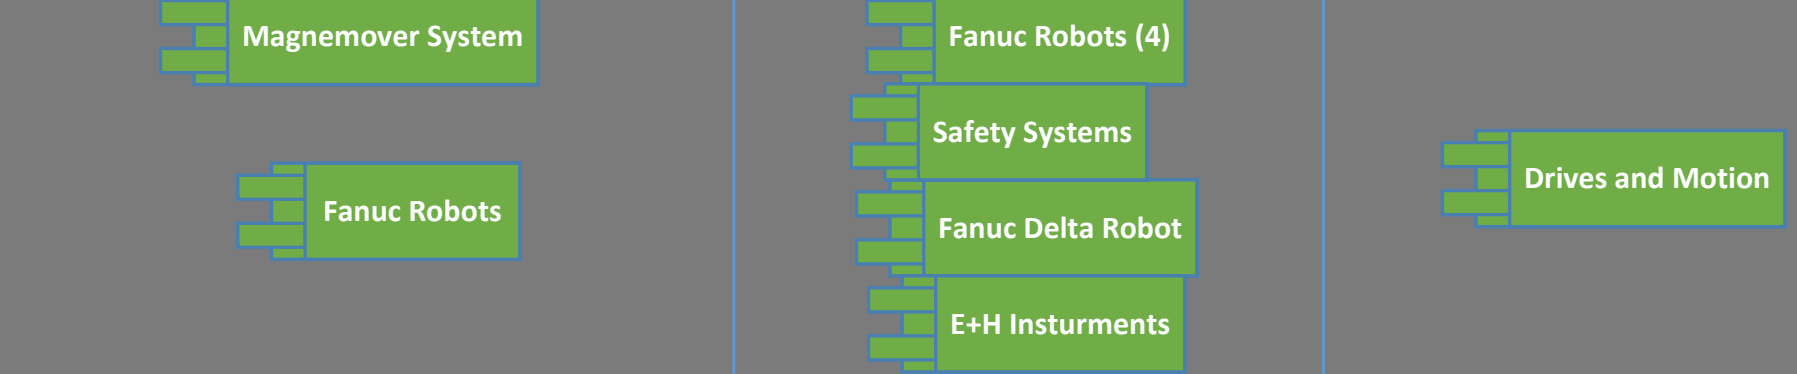 Magnemover System
Fanuc Robots
Fanuc Robots (4)
Safety Systems
Fanuc Delta Robot
E+H Insturments
Drives and Motion